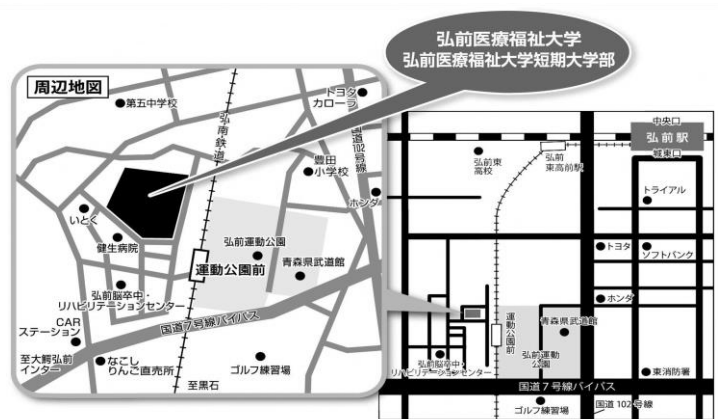 弘前医療福祉大学
弘前医療福祉大学短期大学部
周辺地図
第五中学校
トヨタ
カローラ
弘南鉄道
国道102号線
豊田
小学校
ホンダ
いとく
健生病院
弘前運動公園
運動公園前
青森県武道館
弘前脳卒中・
リハビリテーションセンター
CAR
ステーション
国道7号線バイパス
至大鰐弘前
インター
なこし
りんご直売所
至黒石
ゴルフ練習場
中央口
弘前駅
城東口
弘前東
高校
弘前
東高前駅
トライアル
トヨタ
ソフトバンク
ホンダ
運動公園前
青森県武道館
弘前運動
公園
弘前脳卒中・
リハビリテーションセンター
東消防署
国道7号線バイパス
ゴルフ練習場
国道102号線